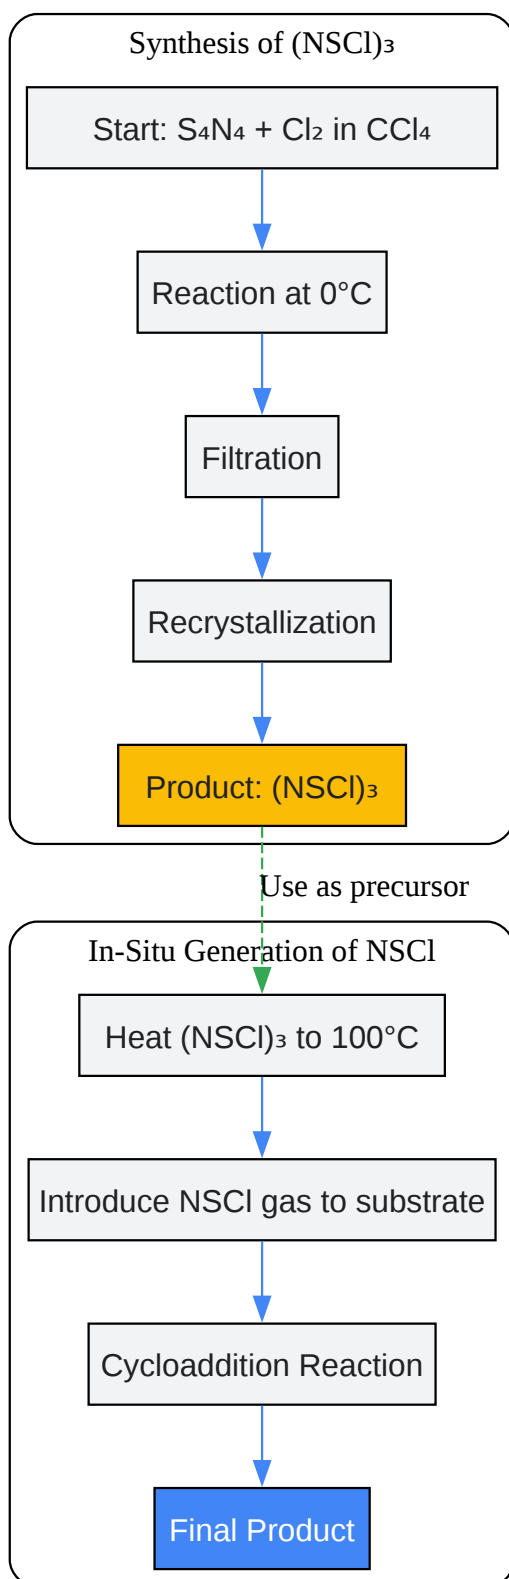 Synthesis of (NSCl)₃
Start: S₄N₄ + Cl₂ in CCl₄
Reaction at 0°C
Filtration
Recrystallization
Product: (NSCl)₃
Use as precursor
In-Situ Generation of NSCl
Heat (NSCl)₃ to 100°C
Introduce NSCl gas to substrate
Cycloaddition Reaction
Final Product